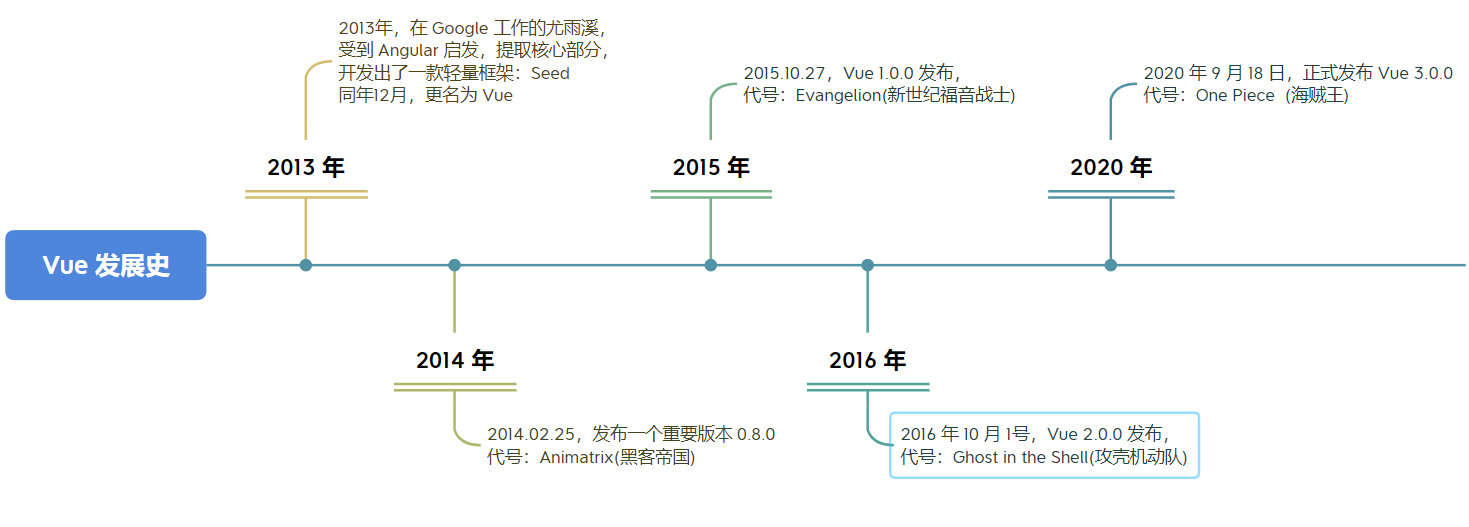 Vue 发展史
2013 年
2013年，在 Google 工作的尤雨溪，
受到 Angular 启发，提取核心部分，
开发出了一款轻量框架：Seed
同年12月，更名为 Vue
2014 年
2014.02.25，发布一个重要版本 0.8.0
代号：Animatrix(黑客帝国)
2015 年
2015.10.27，Vue 1.0.0 发布，
代号：Evangelion(新世纪福音战士)
2016 年
2016 年 10 月 1号，Vue 2.0.0 发布，
代号：Ghost in the Shell(攻壳机动队)
2020 年
2020 年 9 月 18 日，正式发布 Vue 3.0.0
代号：One Piece  (海贼王)